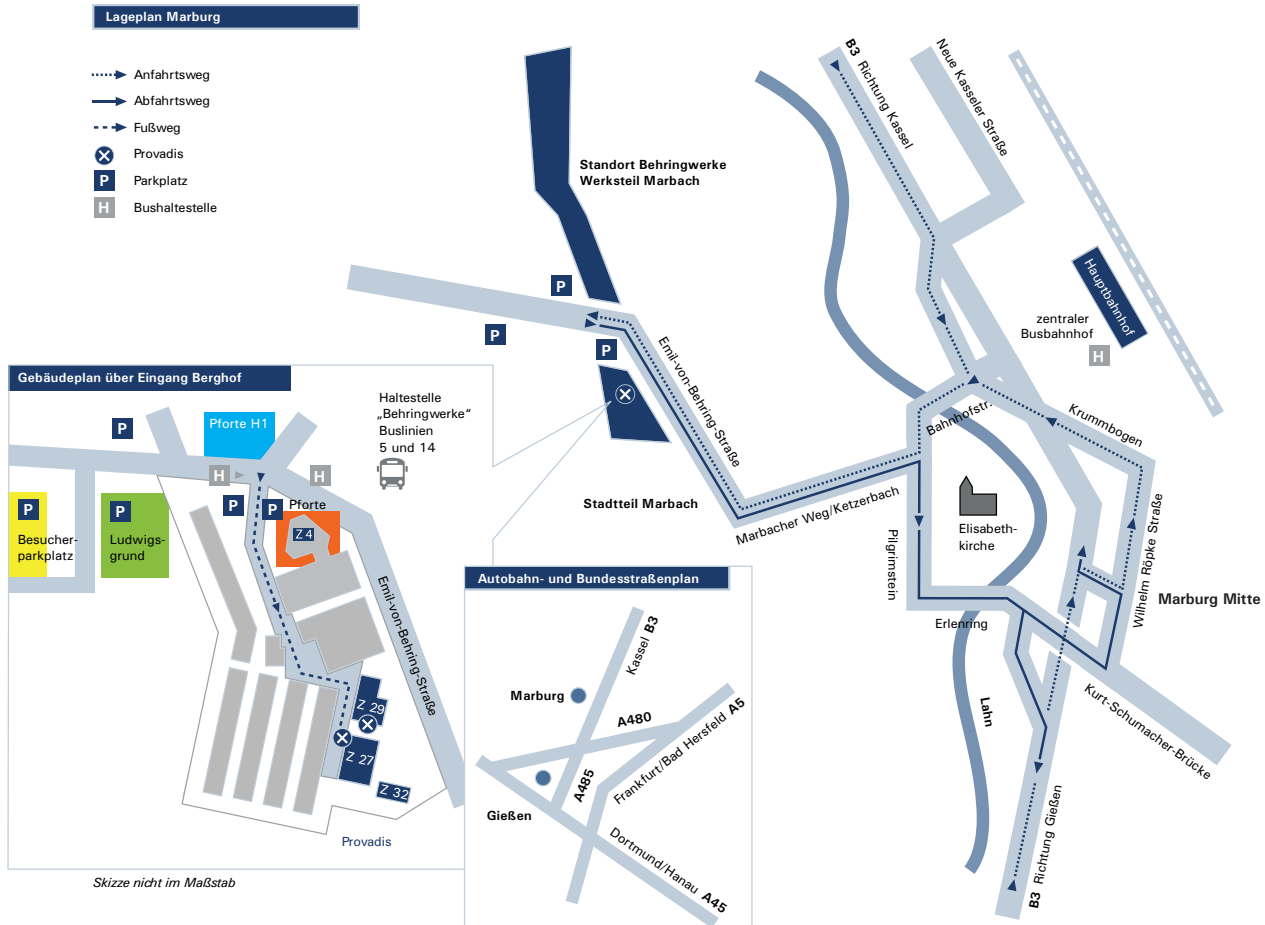 Lageplan Marburg
Anfahrtsweg
Abfahrtsweg
Fußweg
Provadis
P Parkplatz
H Bushaltestelle
Standort Behringwerke
Werksteil Marbach
B3 Richtung Kassel
Neue Kasseler Straße
Hauptbahnhof
zentraler
Busbahnhof
H
P
P
P
Emil-von-Behring-Straße
Stadtteil Marbach
Marbacher Weg/Ketzerbach
Bahnhofstr.
Krummbogen
Elisabeth-
kirche
Pilgrimstein
Erlenring
Wilhelm Röpke Straße
Marburg Mitte
Kurt-Schumacher-Brücke
Lahn
B3 Richtung Gießen
Gebäudeplan über Eingang Berghof
Haltestelle
„Behringwerke“
Buslinien
5 und 14
P
Pforte H1
H
H
P
P
P
P
Pforte
Z 4
Besucher-
parkplatz
Ludwigs-
grund
Emil-von-Behring-Straße
Z 29
Z 27
Z 32
Provadis
Skizze nicht im Maßstab
Autobahn- und Bundesstraßenplan
Kassel B3
Marburg
A480
Frankfurt/Bad Hersfeld A5
A485
Gießen
Dortmund/Hanau A45